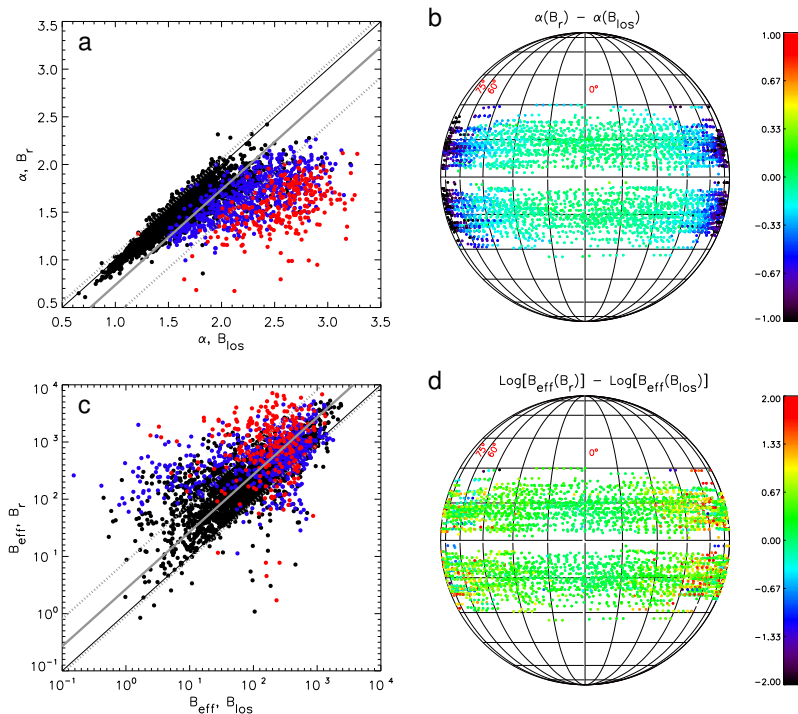 a
3.5
3.0
2.5
2.0
1.5
1.0
0.5
α, B_r
0.5 1.0 1.5 2.0 2.5 3.0 3.5
α, B_los
b
α(B_r) − α(B_los)
75° 60° 0°
1.00
0.67
0.33
0.00
−0.33
−0.67
−1.00
c
10^4
10^3
10^2
10^1
10^0
10^−1
B_eff, B_r
10^−1 10^0 10^1 10^2 10^3 10^4
B_eff, B_los
d
Log[B_eff(B_r)] − Log[B_eff(B_los)]
75° 60° 0°
2.00
1.33
0.67
0.00
−0.67
−1.33
−2.00